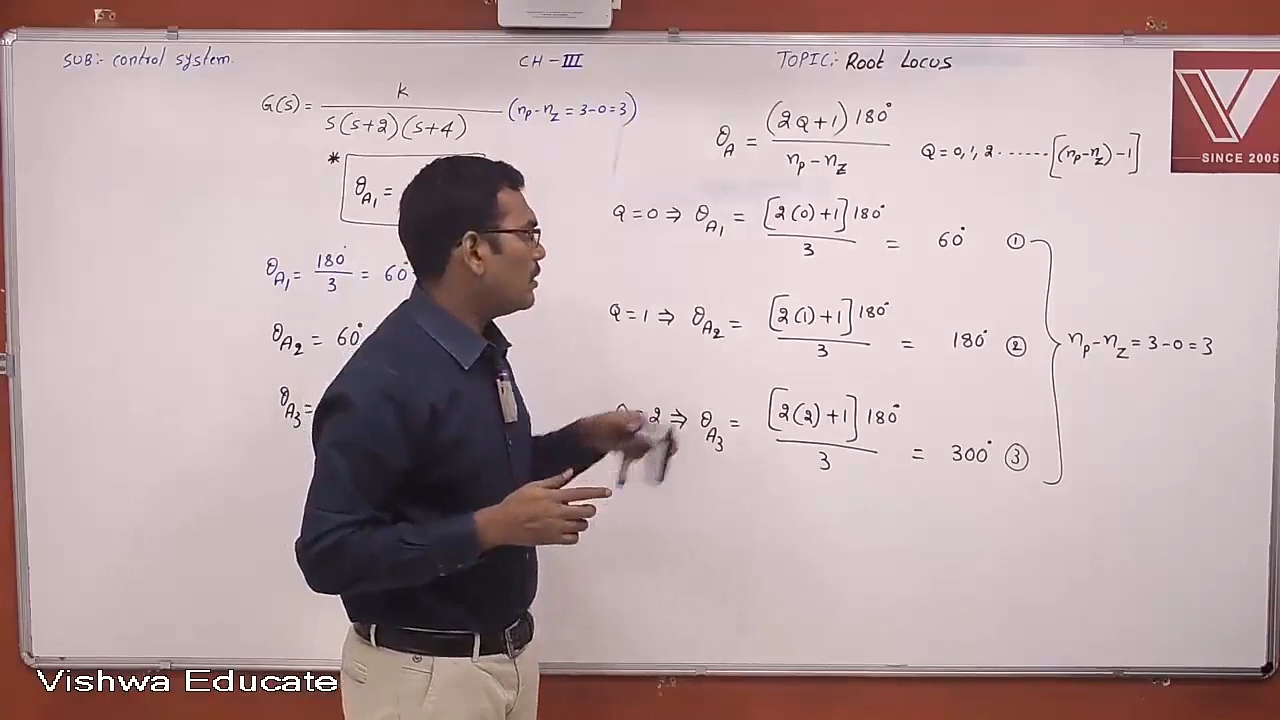 SUB:- control system.
CH - III
TOPIC: Root Locus
G(s) = K / s(s+2)(s+4) (np-nz = 3-0 = 3)
* θA1 =
θA1 = 180° / 3 = 60°
θA2 = 60°
θA3 =
θA = (2Q+1) 180° / np-nz Q = 0, 1, 2 ...... [(np-nz)-1]
Q = 0 ⇒ θA1 = [2(0)+1] 180° / 3 = 60° ①
Q = 1 ⇒ θA2 = [2(1)+1] 180° / 3 = 180° ②
2 ⇒ θA3 = [2(2)+1] 180° / 3 = 300° ③
np-nz = 3-0 = 3
V
SINCE 2005
Vishwa Educate